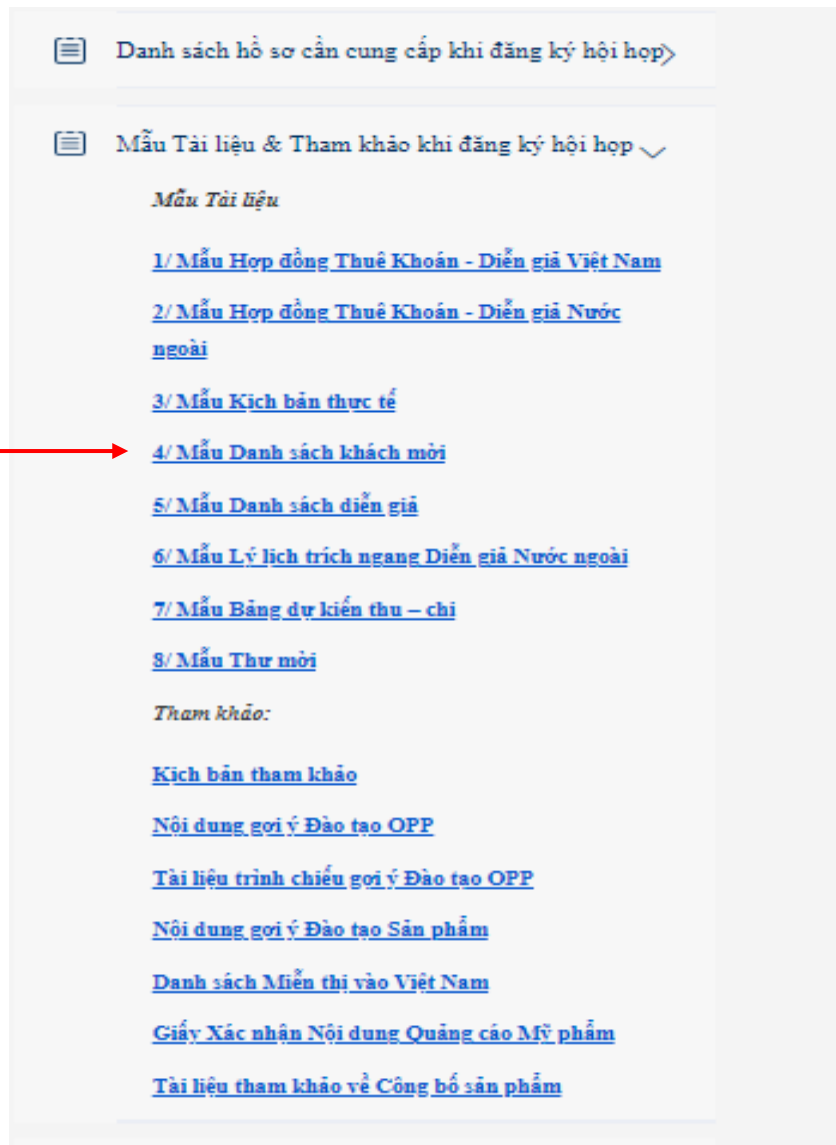 Danh sách hồ sơ cần cung cấp khi đăng ký hội họp
Mẫu Tài liệu & Tham khảo khi đăng ký hội họp
Mẫu Tài liệu
1/ Mẫu Hợp đồng Thuê Khoán - Diễn giả Việt Nam
2/ Mẫu Hợp đồng Thuê Khoán - Diễn giả Nước
ngoài
3/ Mẫu Kịch bản thực tế
4/ Mẫu Danh sách khách mời
5/ Mẫu Danh sách diễn giả
6/ Mẫu Lý lịch trích ngang Diễn giả Nước ngoài
7/ Mẫu Bảng dự kiến thu – chi
8/ Mẫu Thư mời
Tham khảo:
Kịch bản tham khảo
Nội dung gợi ý Đào tạo OPP
Tài liệu trình chiếu gợi ý Đào tạo OPP
Nội dung gợi ý Đào tạo Sản phẩm
Danh sách Miễn thị vào Việt Nam
Giấy Xác nhận Nội dung Quảng cáo Mỹ phẩm
Tài liệu tham khảo về Công bố sản phẩm